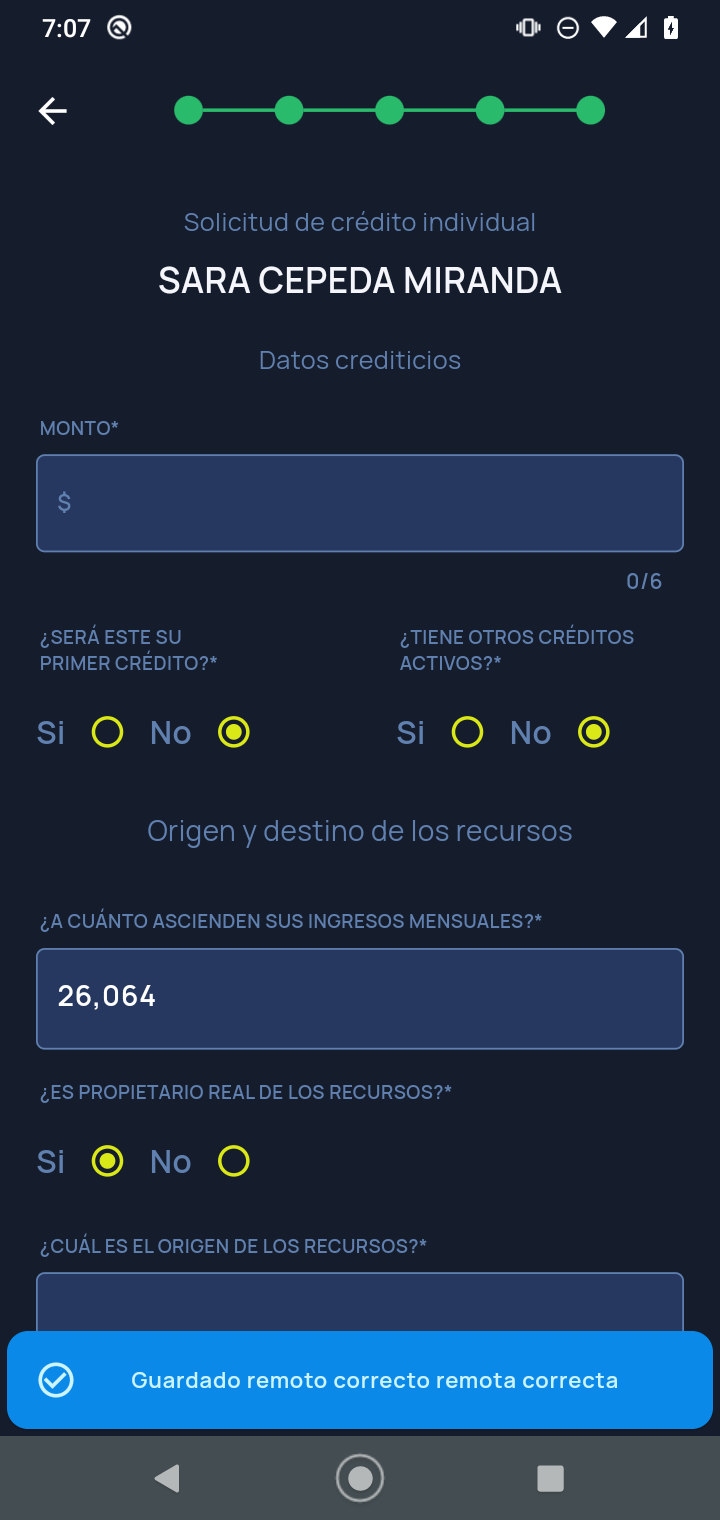 7:07
Solicitud de crédito individual
SARA CEPEDA MIRANDA
Datos crediticios
MONTO*
$
0/6
¿SERÁ ESTE SU
PRIMER CRÉDITO?*
Si No
¿TIENE OTROS CRÉDITOS
ACTIVOS?*
Si No
Origen y destino de los recursos
¿A CUÁNTO ASCIENDEN SUS INGRESOS MENSUALES?*
26,064
¿ES PROPIETARIO REAL DE LOS RECURSOS?*
Si No
¿CUÁL ES EL ORIGEN DE LOS RECURSOS?*
Guardado remoto correcto remota correcta